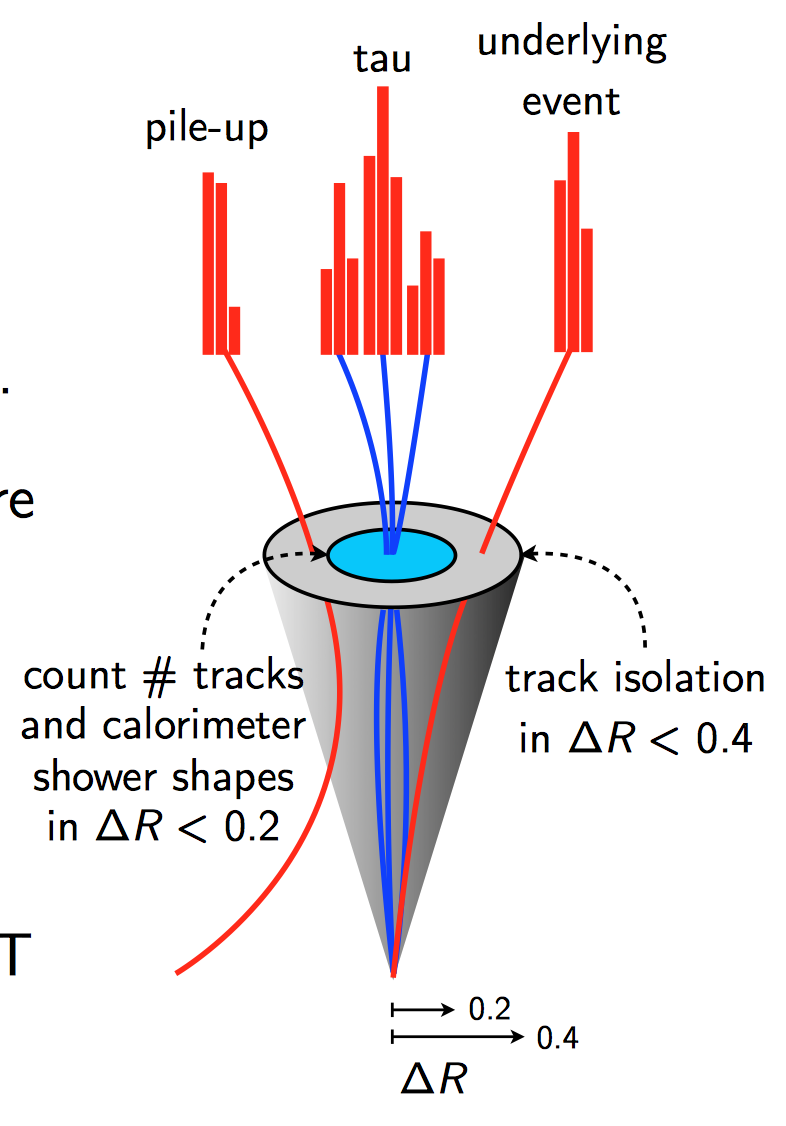 underlying
event
tau
pile-up
.
re
count # tracks
and calorimeter
shower shapes
in ΔR < 0.2
track isolation
in ΔR < 0.4
T
0.2
0.4
ΔR